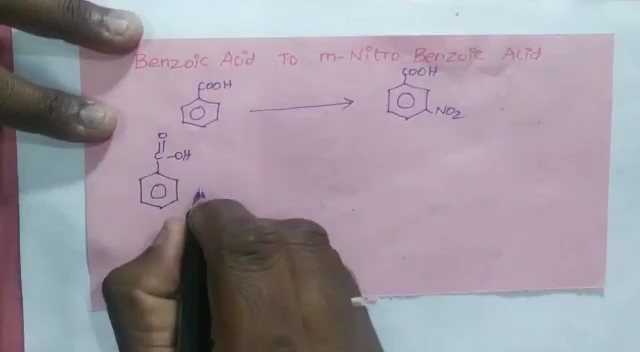 Benzoic Acid To m-Nitro Benzoic Acid
COOH
COOH
NO2
O
C-OH